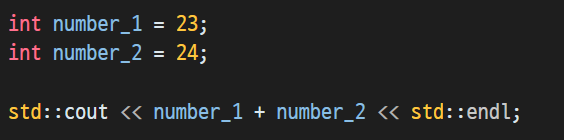 int number_1 = 23;
int number_2 = 24;
std::cout << number_1 + number_2 << std::endl;